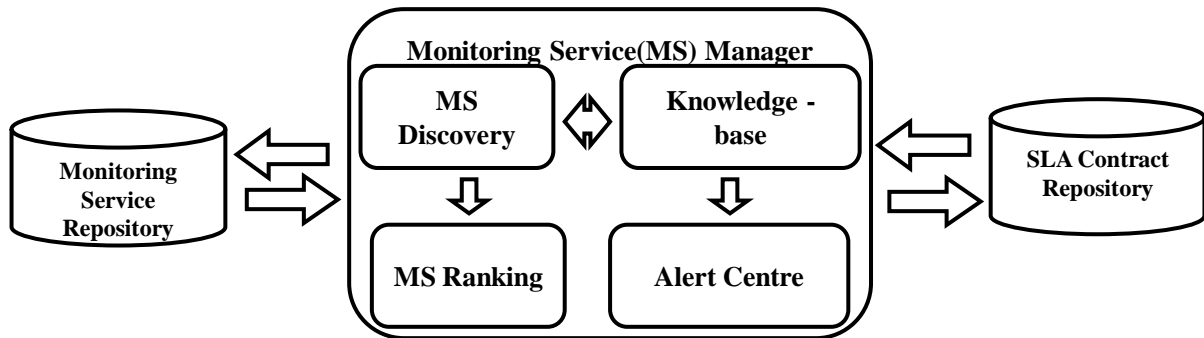 Monitoring Service(MS) Manager
MS
Discovery
Knowledge -
base
Monitoring
Service
Repository
SLA Contract
Repository
MS Ranking
Alert Centre